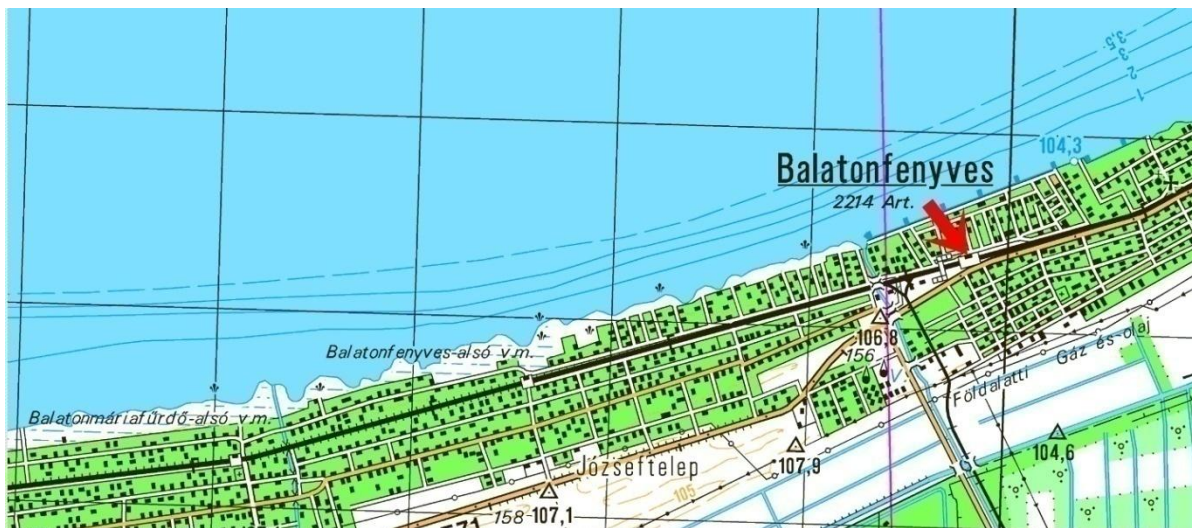 3,5
3
2
1
104,3
Balatonfenyves
2214 Art.
Balatonfenyves-alsó v.m.
106,8
156
Gáz és-olaj
Földalatti
Balatonmáriafürdő-alsó v.m.
Józseftelep
107,9
104,6
105
158
107,1